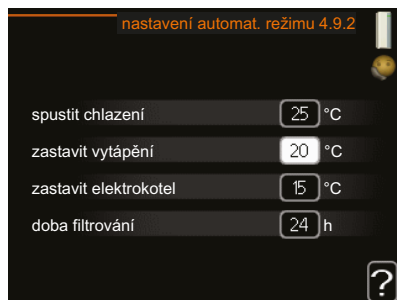 nastavení automat. režimu 4.9.2
spustit chlazení 25 °C
zastavit vytápění 20 °C
zastavit elektrokotel 15 °C
doba filtrování 24 h
?